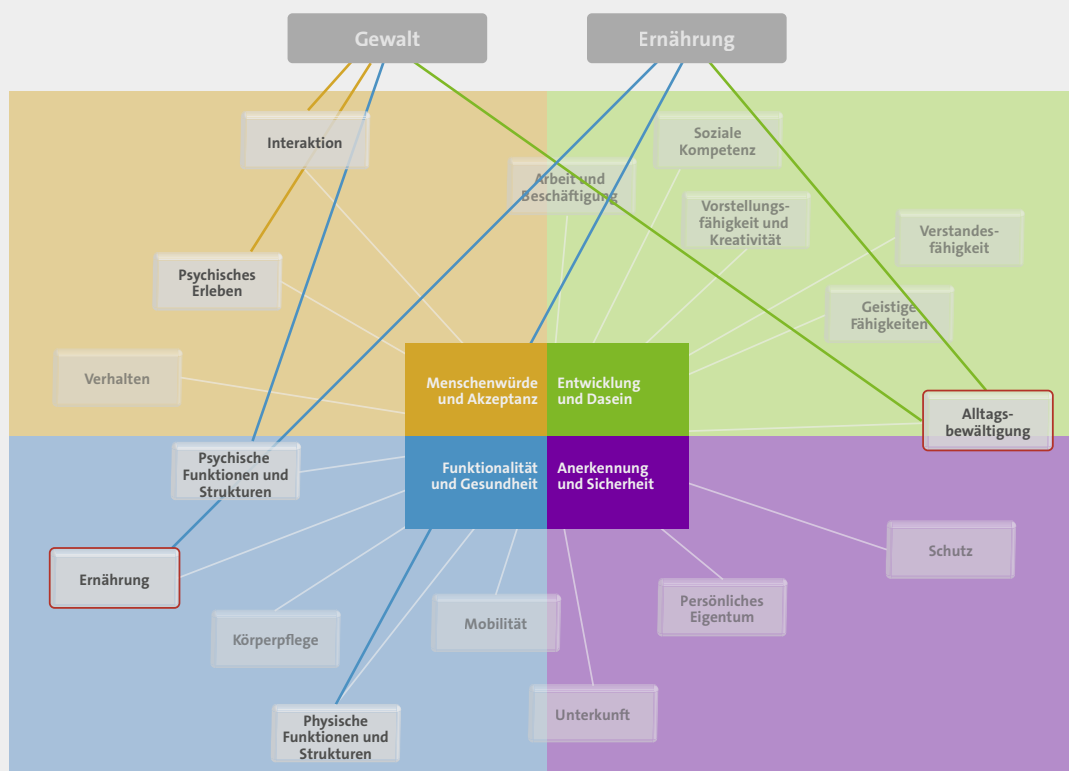 Gewalt
Ernährung
Interaktion
Soziale
Kompetenz
Arbeit und
Beschäftigung
Vorstellungs-
fähigkeit und
Kreativität
Verstandes-
fähigkeit
Psychisches
Erleben
Geistige
Fähigkeiten
Verhalten
Menschenwürde
und Akzeptanz
Entwicklung
und Dasein
Alltags-
bewältigung
Psychische
Funktionen und
Strukturen
Funktionalität
und Gesundheit
Anerkennung
und Sicherheit
Ernährung
Schutz
Körperpflege
Mobilität
Persönliches
Eigentum
Physische
Funktionen und
Strukturen
Unterkunft